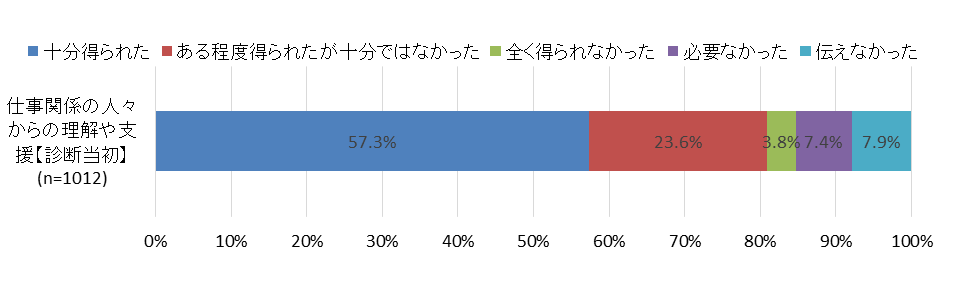 十分得られた ある程度得られたが十分ではなかった 全く得られなかった 必要なかった 伝えなかった
仕事関係の人々
からの理解や支
援【診断当初】
(n=1012)
57.3% 23.6% 3.8% 7.4% 7.9%
0% 10% 20% 30% 40% 50% 60% 70% 80% 90% 100%